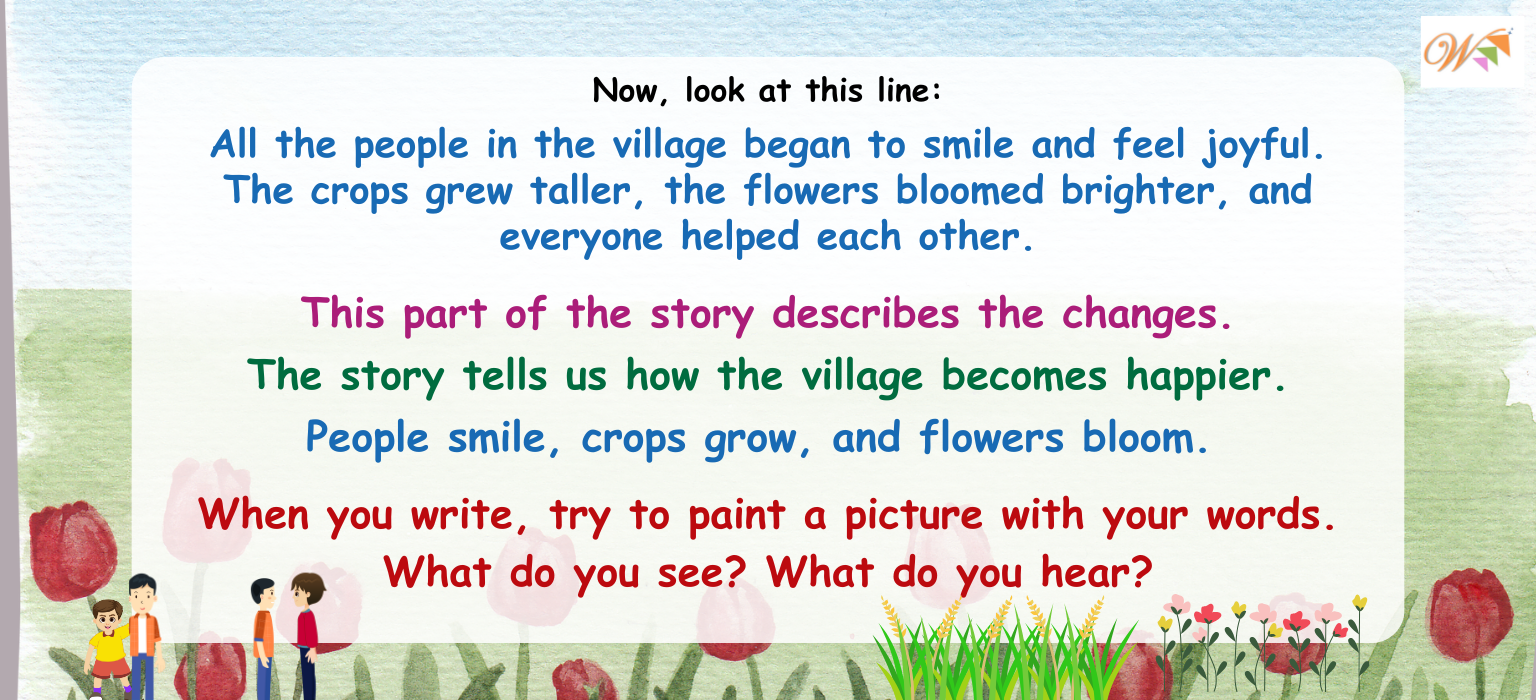 Now, look at this line:
All the people in the village began to smile and feel joyful.
The crops grew taller, the flowers bloomed brighter, and
everyone helped each other.
This part of the story describes the changes.
The story tells us how the village becomes happier.
People smile, crops grow, and flowers bloom.
When you write, try to paint a picture with your words.
What do you see? What do you hear?